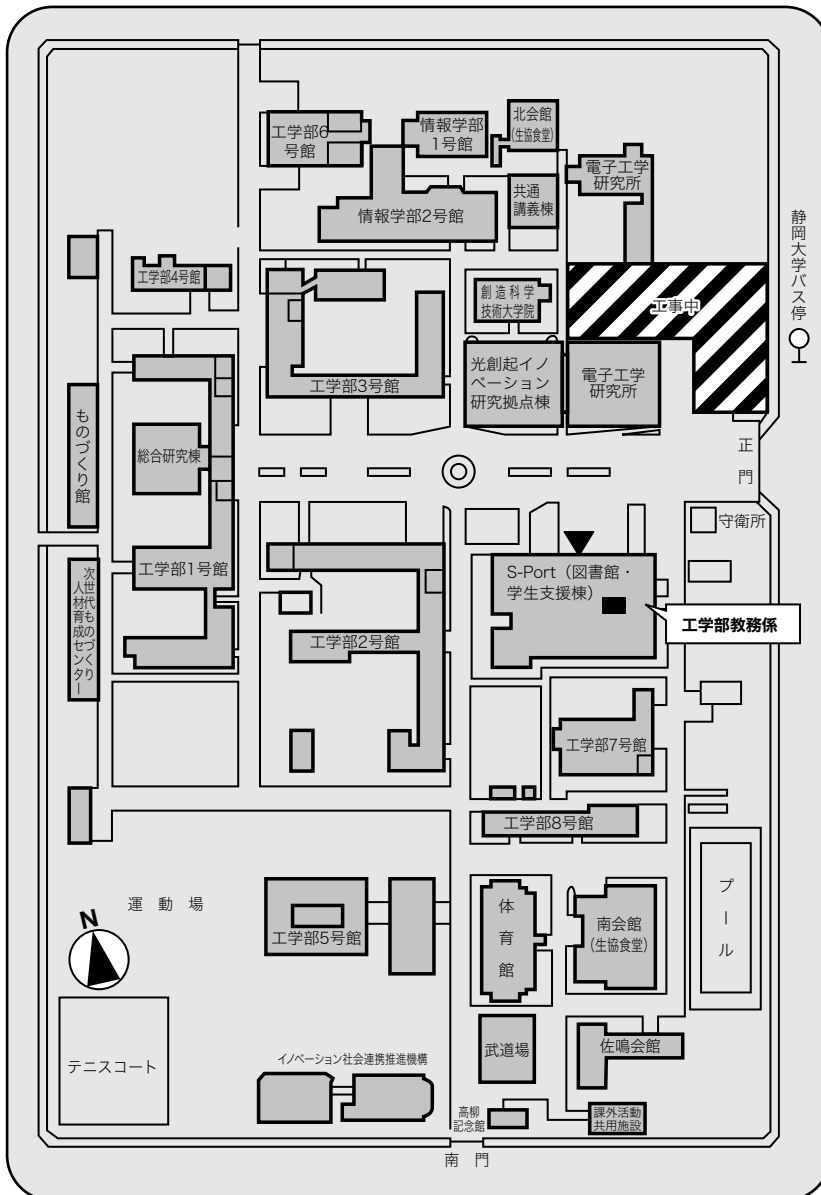 工学部6
号館
情報学部
1号館
北会館
(生協食堂)
電子工学
研究所
情報学部2号館
共通
講義棟
静岡大学バス停
工学部4号館
創造科学
技術大学院
工事中
工学部3号館
光創起イノ
ベーション
研究拠点棟
電子工学
研究所
ものづくり館
総合研究棟
正門
守衛所
工学部1号館
S-Port（図書館・
学生支援棟）
工学部教務係
次世代ものづくり
人材育成センター
工学部2号館
工学部7号館
工学部8号館
運動場
N
工学部5号館
体育館
南会館
(生協食堂)
プール
テニスコート
イノベーション社会連携推進機構
武道場
佐鳴会館
高柳
記念館
課外活動
共用施設
南門